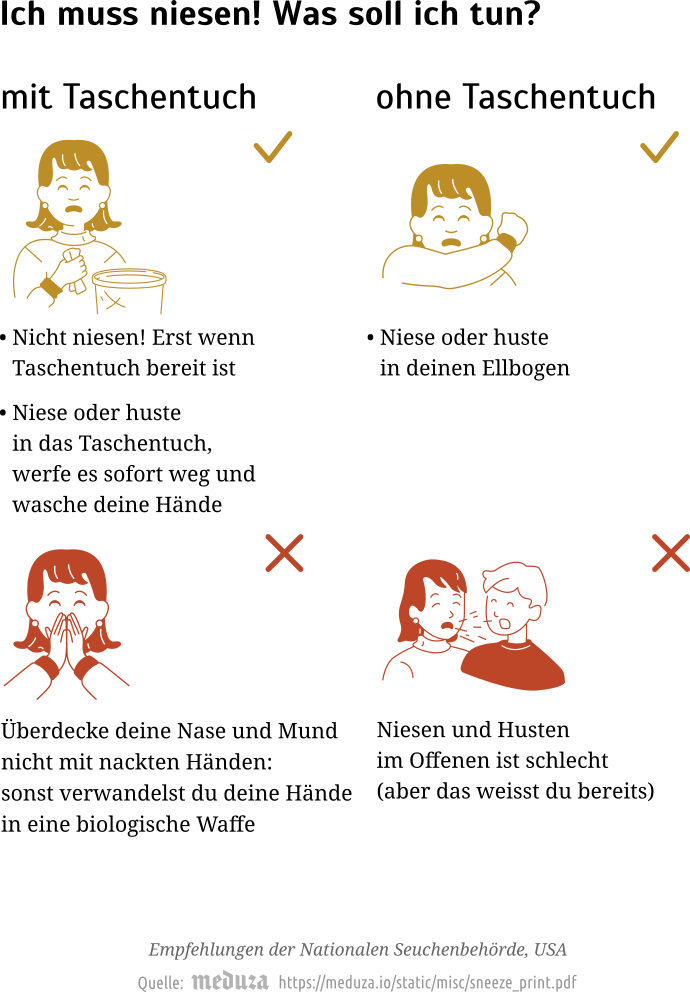 Ich muss niesen! Was soll ich tun?
mit Taschentuch
• Nicht niesen! Erst wenn
Taschentuch bereit ist
• Niese oder huste
in das Taschentuch,
werfe es sofort weg und
wasche deine Hände
ohne Taschentuch
• Niese oder huste
in deinen Ellbogen
Überdecke deine Nase und Mund
nicht mit nackten Händen:
sonst verwandelst du deine Hände
in eine biologische Waffe
Niesen und Husten
im Offenen ist schlecht
(aber das weisst du bereits)
Empfehlungen der Nationalen Seuchenbehörde, USA
Quelle: meduza https://meduza.io/static/misc/sneeze_print.pdf